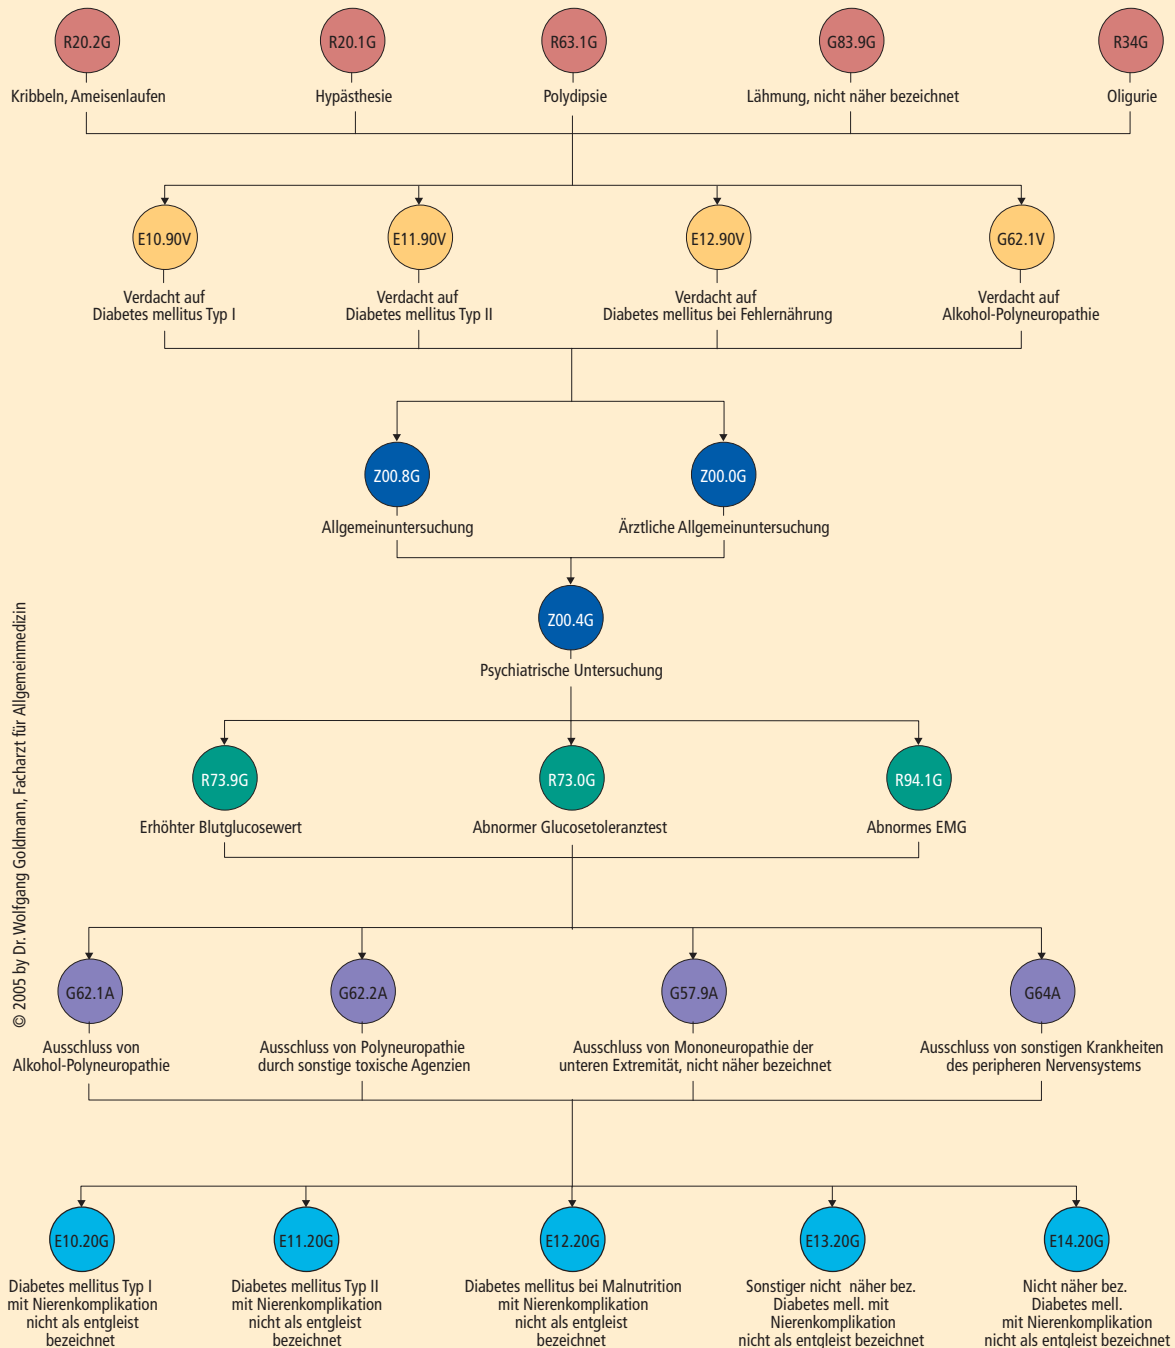 R20.2G
R20.1G
R63.1G
G83.9G
R34G
Kribbeln, Ameisenlaufen
Hypästhesie
Polydipsie
Lähmung, nicht näher bezeichnet
Oligurie
E10.90V
E11.90V
E12.90V
G62.1V
Verdacht auf
Diabetes mellitus Typ I
Verdacht auf
Diabetes mellitus Typ II
Verdacht auf
Diabetes mellitus bei Fehlernährung
Verdacht auf
Alkohol-Polyneuropathie
Z00.8G
Z00.0G
Allgemeinuntersuchung
Ärztliche Allgemeinuntersuchung
Z00.4G
Psychiatrische Untersuchung
R73.9G
R73.0G
R94.1G
Erhöhter Blutglucosewert
Abnormer Glucosetoleranztest
Abnormes EMG
G62.1A
G62.2A
G57.9A
G64A
Ausschluss von
Alkohol-Polyneuropathie
Ausschluss von Polyneuropathie
durch sonstige toxische Agenzien
Ausschluss von Mononeuropathie der
unteren Extremität, nicht näher bezeichnet
Ausschluss von sonstigen Krankheiten
des peripheren Nervensystems
E10.20G
E11.20G
E12.20G
E13.20G
E14.20G
Diabetes mellitus Typ I
mit Nierenkomplikation
nicht als entgleist
bezeichnet
Diabetes mellitus Typ II
mit Nierenkomplikation
nicht als entgleist
bezeichnet
Diabetes mellitus bei Malnutrition
mit Nierenkomplikation
nicht als entgleist
bezeichnet
Sonstiger nicht näher bez.
Diabetes mell. mit
Nierenkomplikation
nicht als entgleist bezeichnet
Nicht näher bez.
Diabetes mell.
mit Nierenkomplikation
nicht als entgleist bezeichnet
© 2005 by Dr. Wolfgang Goldmann, Facharzt für Allgemeinmedizin